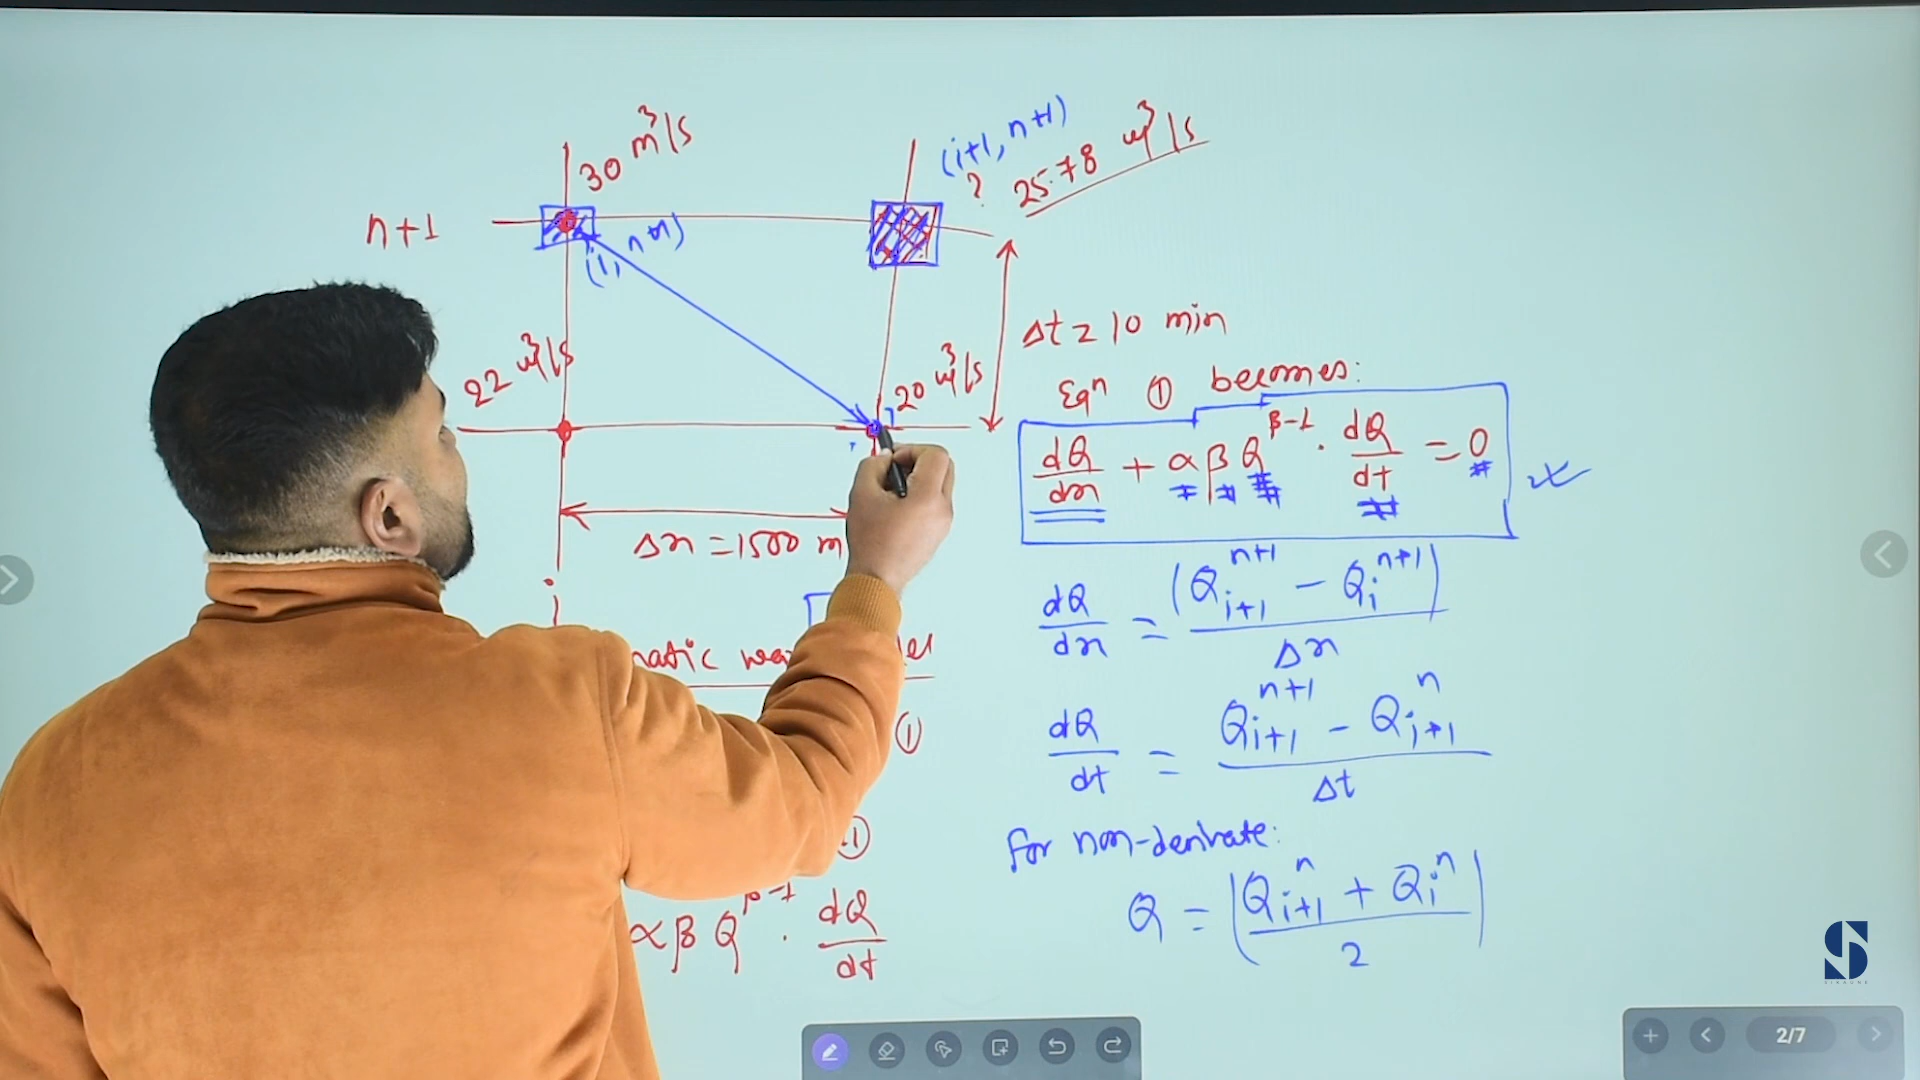 30 m³/s
(i+1, n+1)
? 25.78 m³/s
n+1
(i, n+1)
22 m³/s
20 m³/s
Δt = 10 min
Eqⁿ ① becomes:
dQ/dx + αβQ^(β-1) · dQ/dt = 0
Δx = 1500 m
i
dQ/dx = (Q_(i+1)^(n+1) - Q_i^(n+1))/Δx
dQ/dt = (Q_(i+1)^(n+1) - Q_(i+1)^n)/Δt
①
for non-derivate:
Q = (Q_(i+1)^n + Q_i^n)/2
αβQ^(β-1) · dQ/dt
2/7